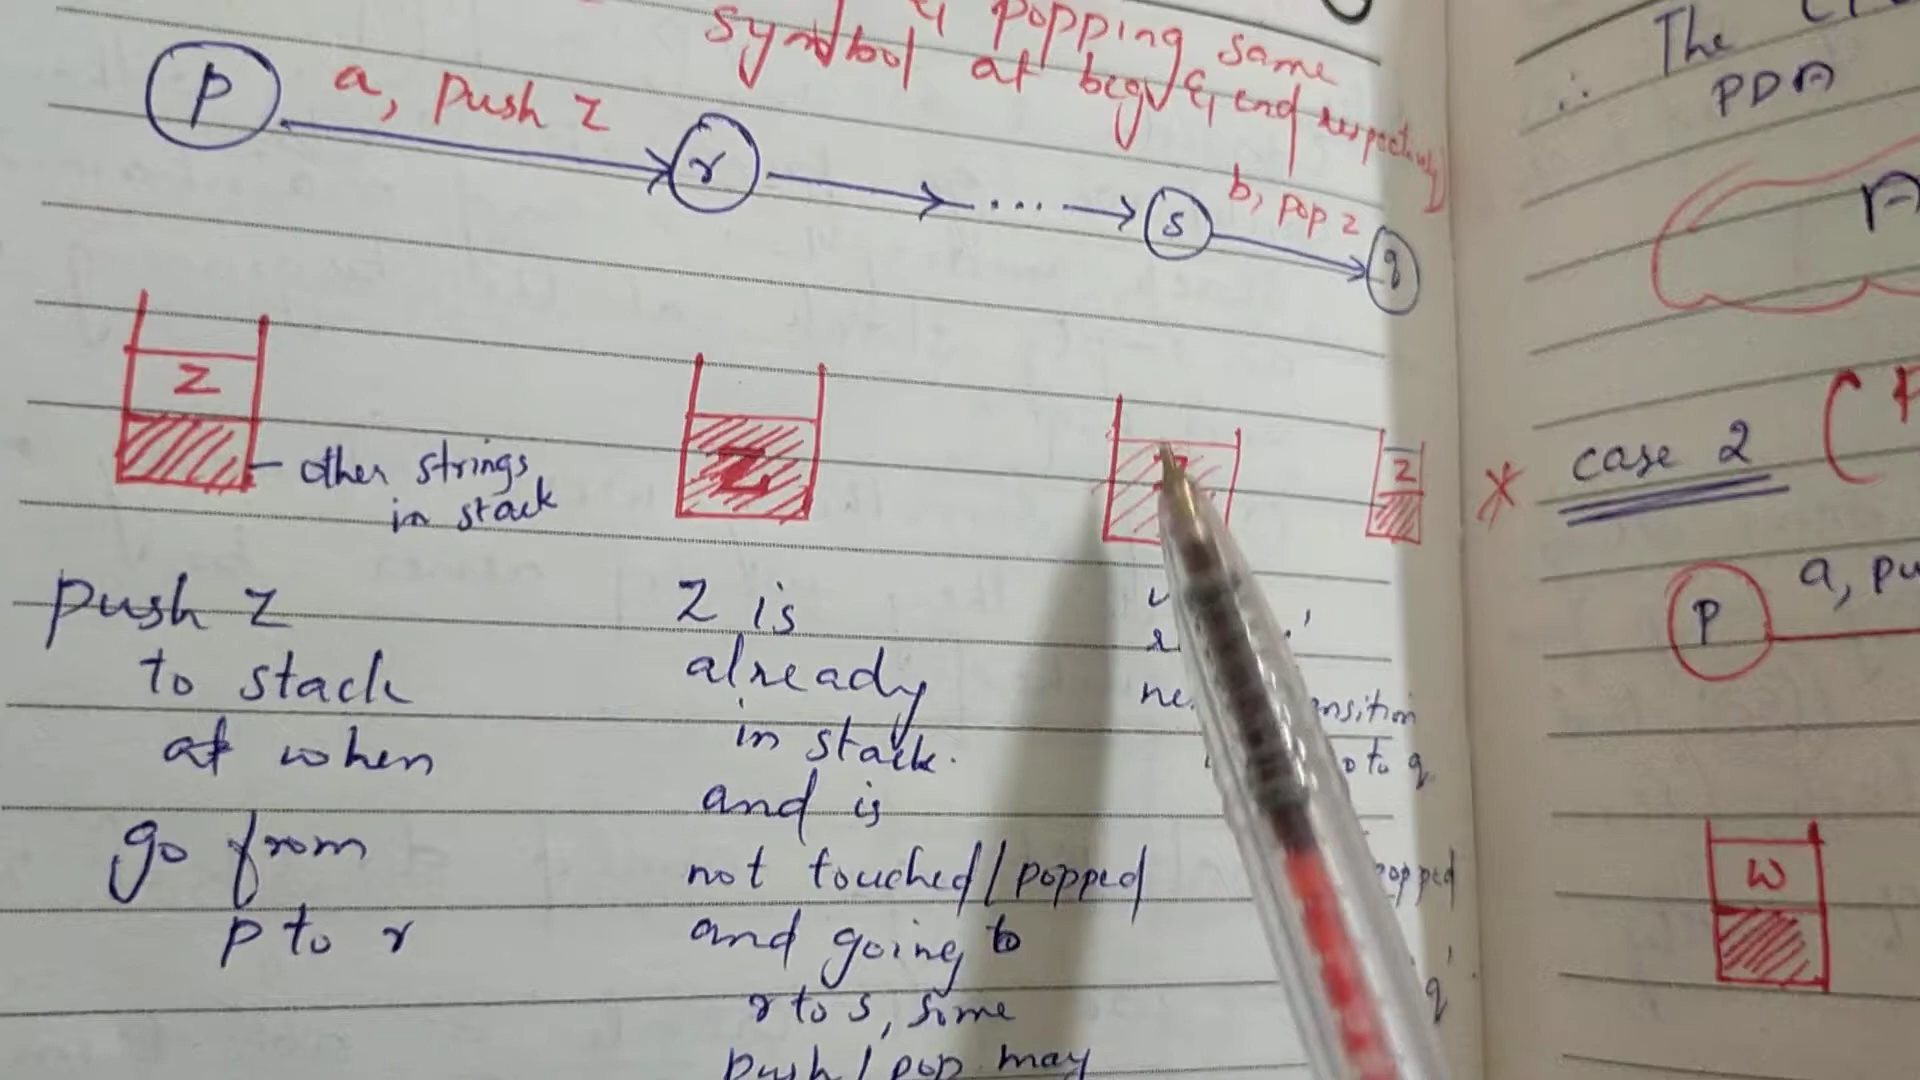 & popping same
symbol at beg & end respectively
p
a, push z
r
...
s
b, pop z
q
z
z
z
z
other strings
in stack
push z
to stack
at when
go from
p to r
z is
already
in stack.
and is
not touched/popped
and going to
r to s, some
push/pop may
to q
popped
q'
∴ The
PDA
* case 2
(
p
a, pu
w